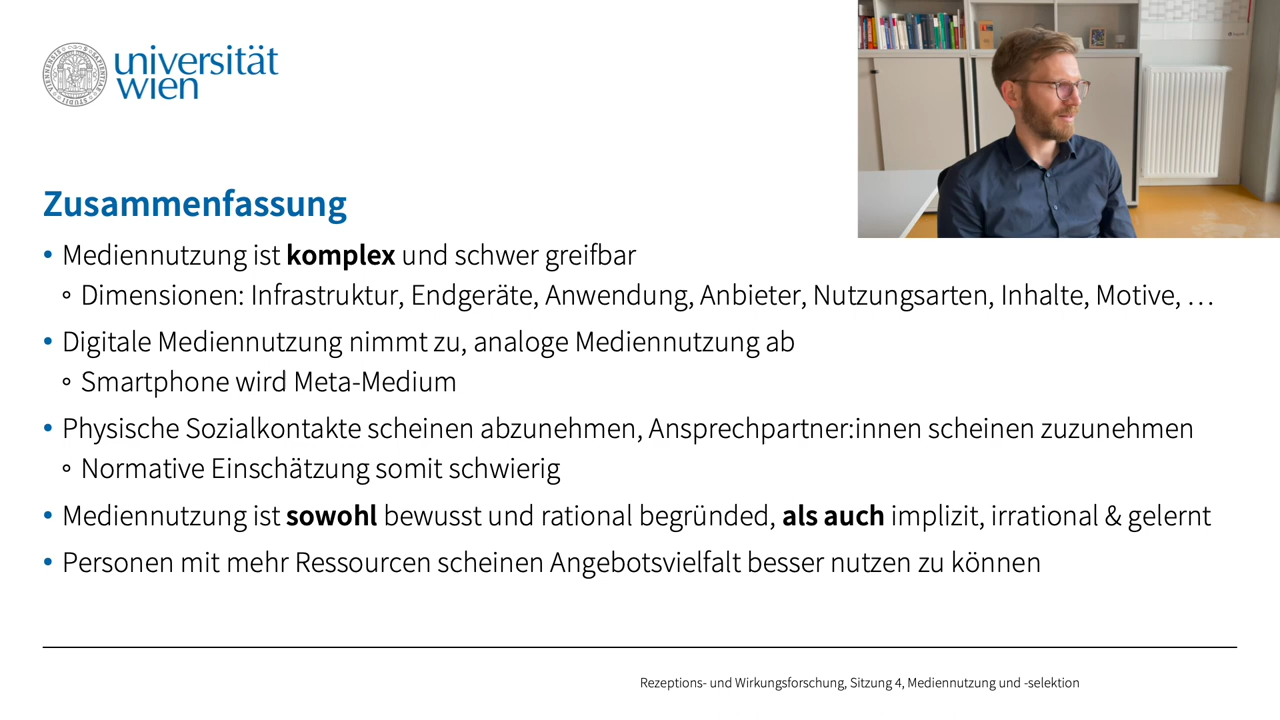 universität
wien
Zusammenfassung
• Mediennutzung ist komplex und schwer greifbar
◦ Dimensionen: Infrastruktur, Endgeräte, Anwendung, Anbieter, Nutzungsarten, Inhalte, Motive, …
• Digitale Mediennutzung nimmt zu, analoge Mediennutzung ab
◦ Smartphone wird Meta-Medium
• Physische Sozialkontakte scheinen abzunehmen, Ansprechpartner:innen scheinen zuzunehmen
◦ Normative Einschätzung somit schwierig
• Mediennutzung ist sowohl bewusst und rational begründed, als auch implizit, irrational & gelernt
• Personen mit mehr Ressourcen scheinen Angebotsvielfalt besser nutzen zu können
Rezeptions- und Wirkungsforschung, Sitzung 4, Mediennutzung und -selektion